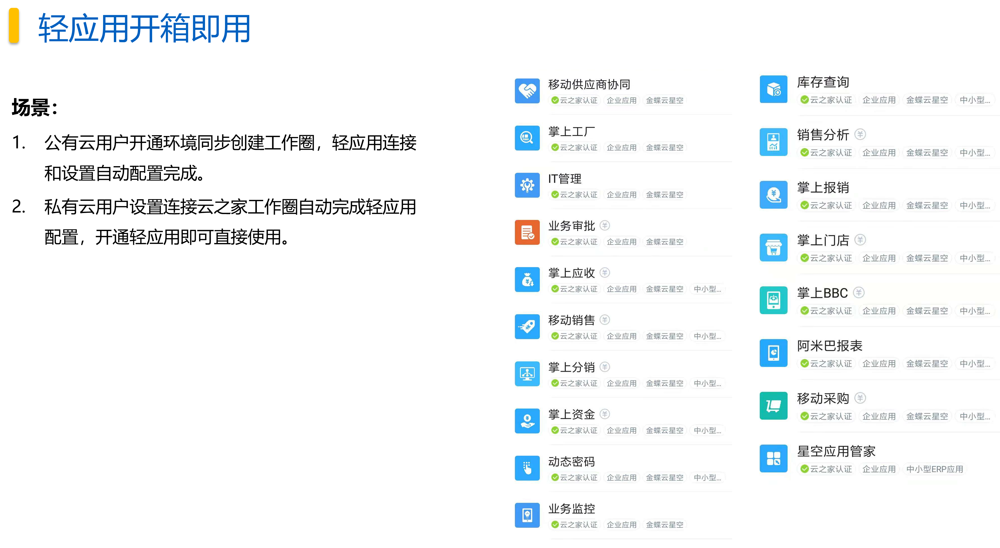 轻应用开箱即用
场景：
1. 公有云用户开通环境同步创建工作圈，轻应用连接
和设置自动配置完成。
2. 私有云用户设置连接云之家工作圈自动完成轻应用
配置，开通轻应用即可直接使用。
移动供应商协同
云之家认证 企业应用 金蝶云星空
掌上工厂
云之家认证 企业应用 金蝶云星空
IT管理
云之家认证 企业应用 金蝶云星空
业务审批 ¥
云之家认证 企业应用 金蝶云星空
掌上应收 ¥
云之家认证 企业应用 金蝶云星空 中小型...
移动销售 ¥
云之家认证 企业应用 金蝶云星空 中小型...
掌上分销 ¥
云之家认证 企业应用 金蝶云星空 中小型...
掌上资金 ¥
云之家认证 企业应用 金蝶云星空 中小型...
动态密码
云之家认证 企业应用 金蝶云星空 中小型...
业务监控
云之家认证 企业应用 金蝶云星空
库存查询
云之家认证 企业应用 金蝶云星空 中小型...
销售分析 ¥
云之家认证 企业应用 金蝶云星空 中小型...
掌上报销
云之家认证 企业应用 金蝶云星空 中小型...
掌上门店 ¥
云之家认证 企业应用 金蝶云星空 中小型...
掌上BBC ¥
云之家认证 企业应用 金蝶云星空 中小型...
阿米巴报表
云之家认证 企业应用 金蝶云星空 中小型...
移动采购 ¥
云之家认证 企业应用 金蝶云星空 中小型...
星空应用管家
云之家认证 企业应用 中小型ERP应用